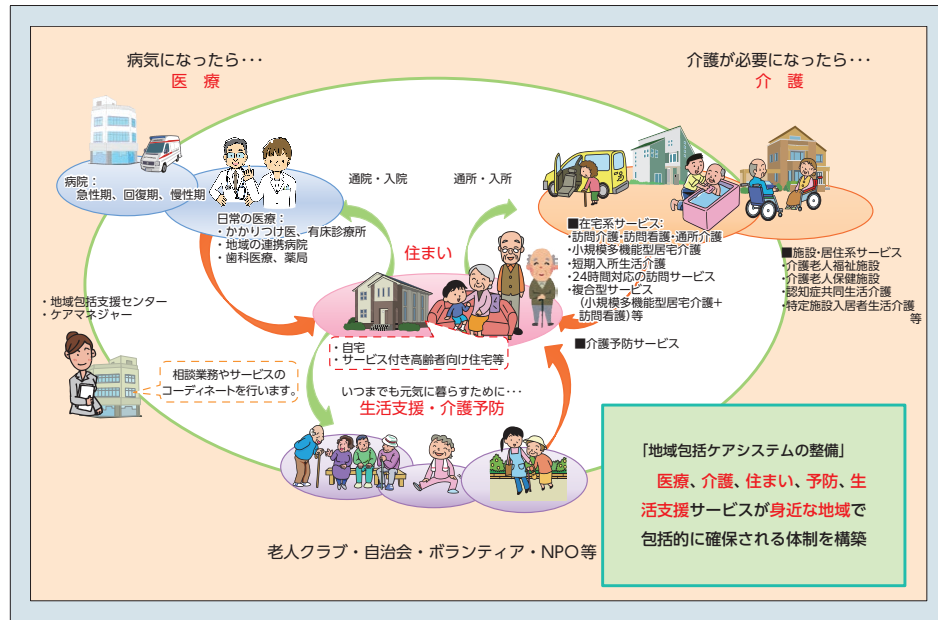 病気になったら･･･
医 療
介護が必要になったら･･･
介 護
病院：
急性期、回復期、慢性期
日常の医療：
・かかりつけ医、有床診療所
・地域の連携病院
・歯科医療、薬局
通院・入院
通所・入所
住まい
■在宅系サービス:
・訪問介護・訪問看護・通所介護
・小規模多機能型居宅介護
・短期入所生活介護
・24時間対応の訪問サービス
・複合型サービス
（小規模多機能型居宅介護＋
訪問看護）等
■介護予防サービス
■施設・居住系サービス
・介護老人福祉施設
・介護老人保健施設
・認知症共同生活介護
・特定施設入居者生活介護
等
・地域包括支援センター
・ケアマネジャー
相談業務やサービスの
コーディネートを行います。
・自宅
・サービス付き高齢者向け住宅等
いつまでも元気に暮らすために･･･
生活支援・介護予防
老人クラブ・自治会・ボランティア・NPO等
「地域包括ケアシステムの整備」
医療、介護、住まい、予防、生
活支援サービスが身近な地域で
包括的に確保される体制を構築